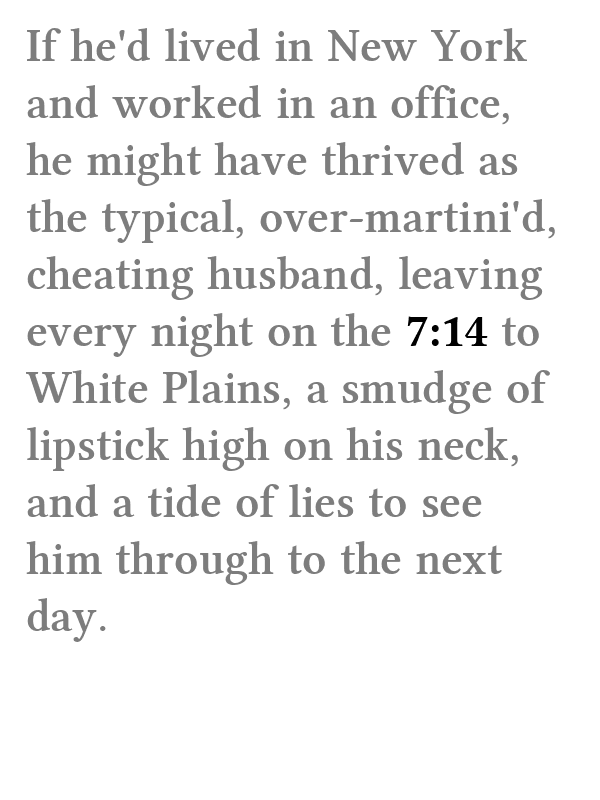 If he'd lived in New York
and worked in an office,
he might have thrived as
the typical, over-martini'd,
cheating husband, leaving
every night on the 7:14 to
White Plains, a smudge of
lipstick high on his neck,
and a tide of lies to see
him through to the next
day.